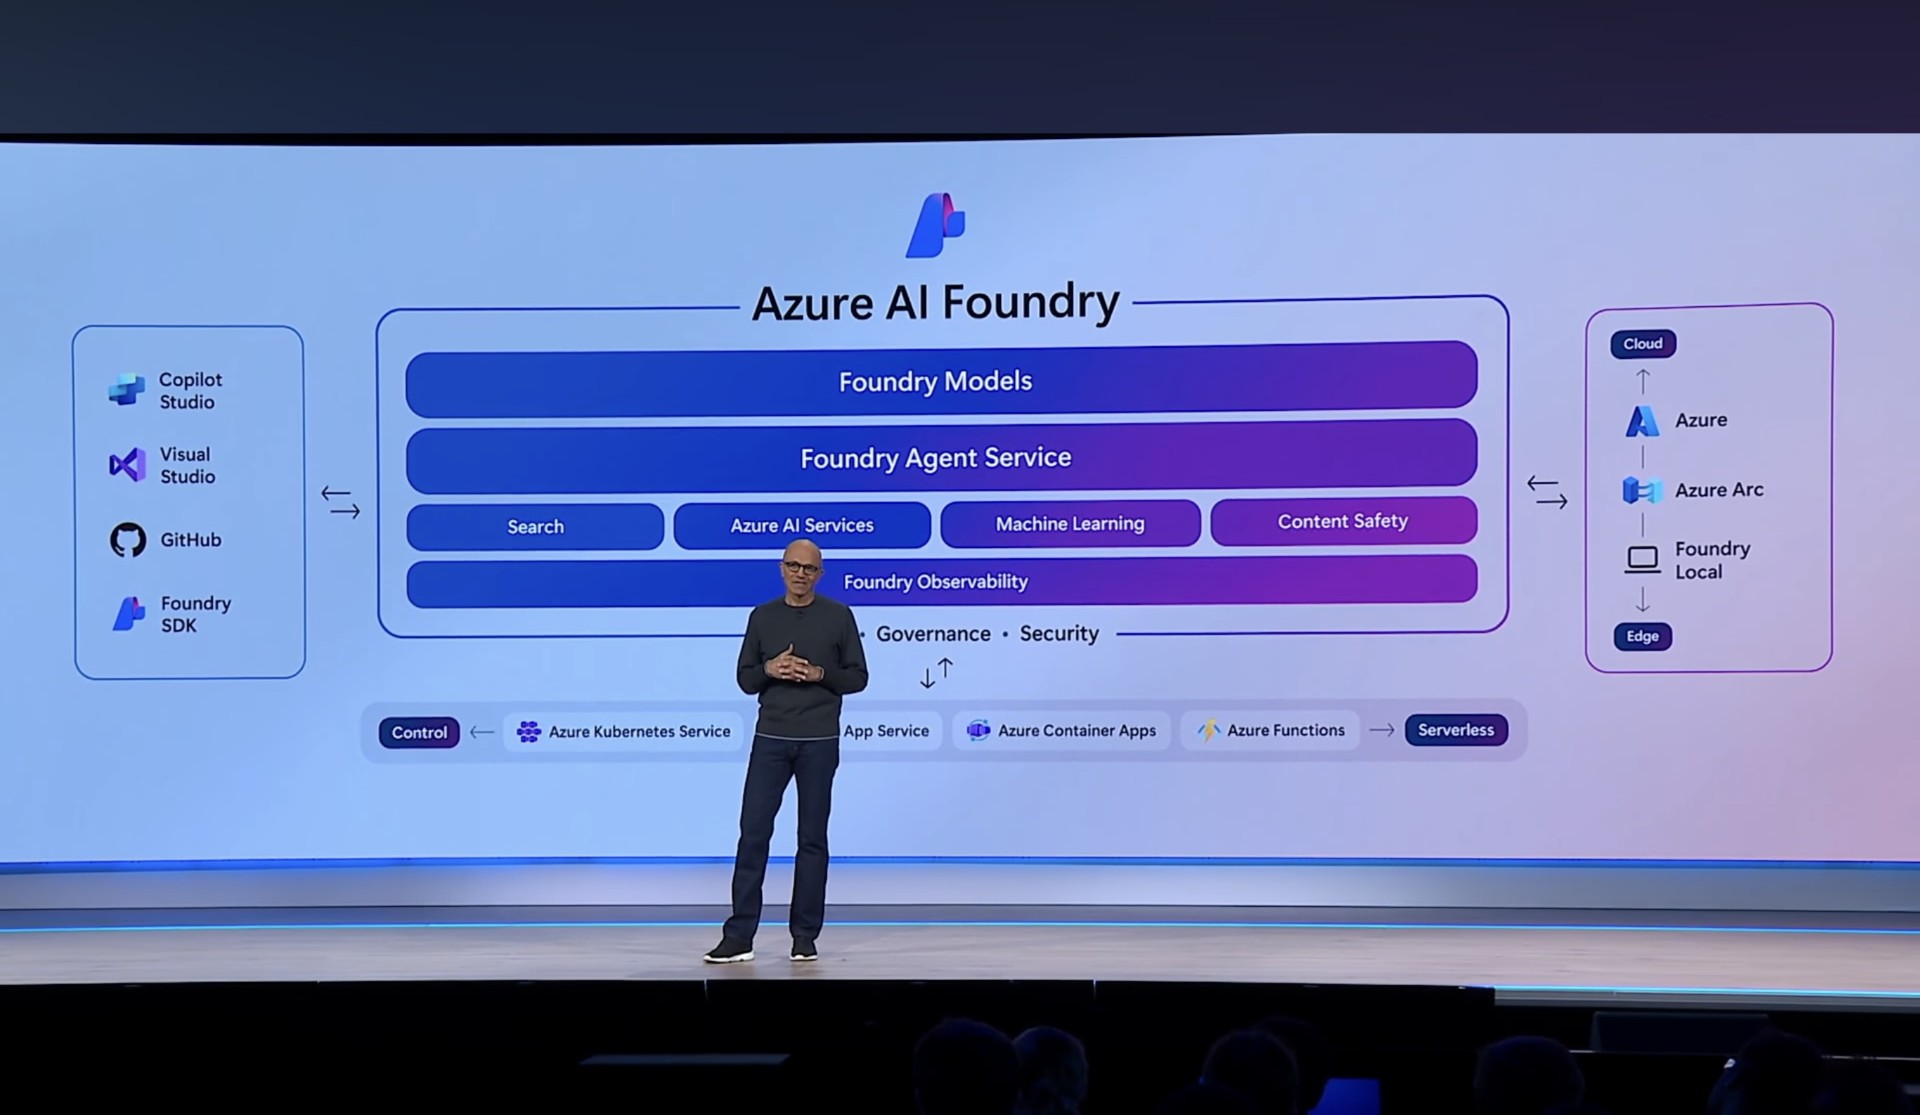 Azure AI Foundry
Copilot
Studio
Visual
Studio
GitHub
Foundry
SDK
Foundry Models
Foundry Agent Service
Search
Azure AI Services
Machine Learning
Content Safety
Foundry Observability
• Governance • Security
Cloud
Azure
Azure Arc
Foundry
Local
Edge
Control
Azure Kubernetes Service
App Service
Azure Container Apps
Azure Functions
Serverless